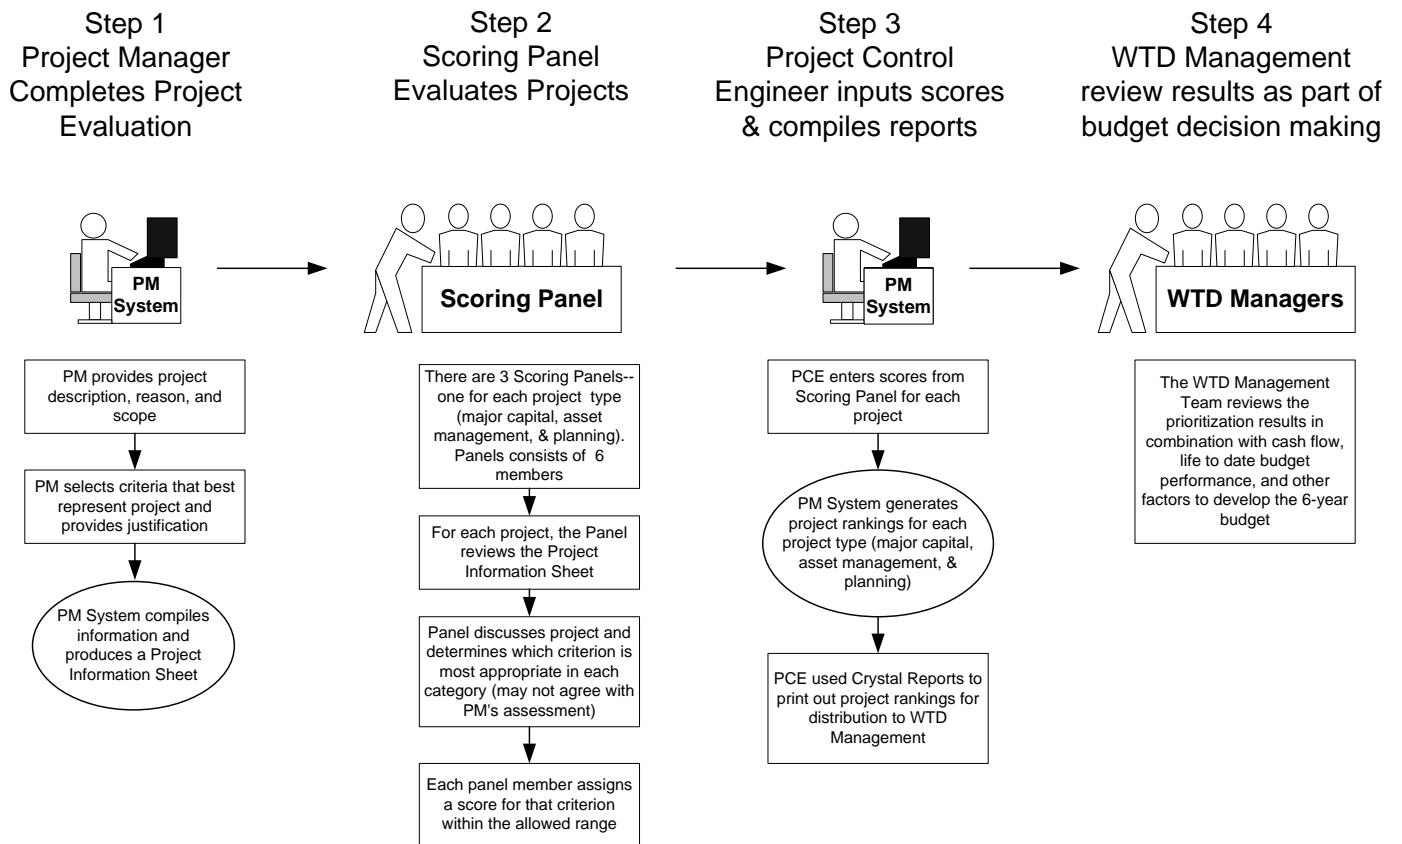 Step 1
Project Manager
Completes Project
Evaluation
Step 2
Scoring Panel
Evaluates Projects
Step 3
Project Control
Engineer inputs scores
& compiles reports
Step 4
WTD Management
review results as part of
budget decision making
PM
System
Scoring Panel
PM
System
WTD Managers
PM provides project
description, reason, and
scope
PM selects criteria that best
represent project and
provides justification
PM System compiles
information and
produces a Project
Information Sheet
There are 3 Scoring Panels--
one for each project type
(major capital, asset
management, & planning).
Panels consists of 6
members
For each project, the Panel
reviews the Project
Information Sheet
Panel discusses project and
determines which criterion is
most appropriate in each
category (may not agree with
PM's assessment)
Each panel member assigns
a score for that criterion
within the allowed range
PCE enters scores from
Scoring Panel for each
project
PM System generates
project rankings for each
project type (major capital,
asset management, &
planning)
PCE used Crystal Reports to
print out project rankings for
distribution to WTD
Management
The WTD Management
Team reviews the
prioritization results in
combination with cash flow,
life to date budget
performance, and other
factors to develop the 6-year
budget